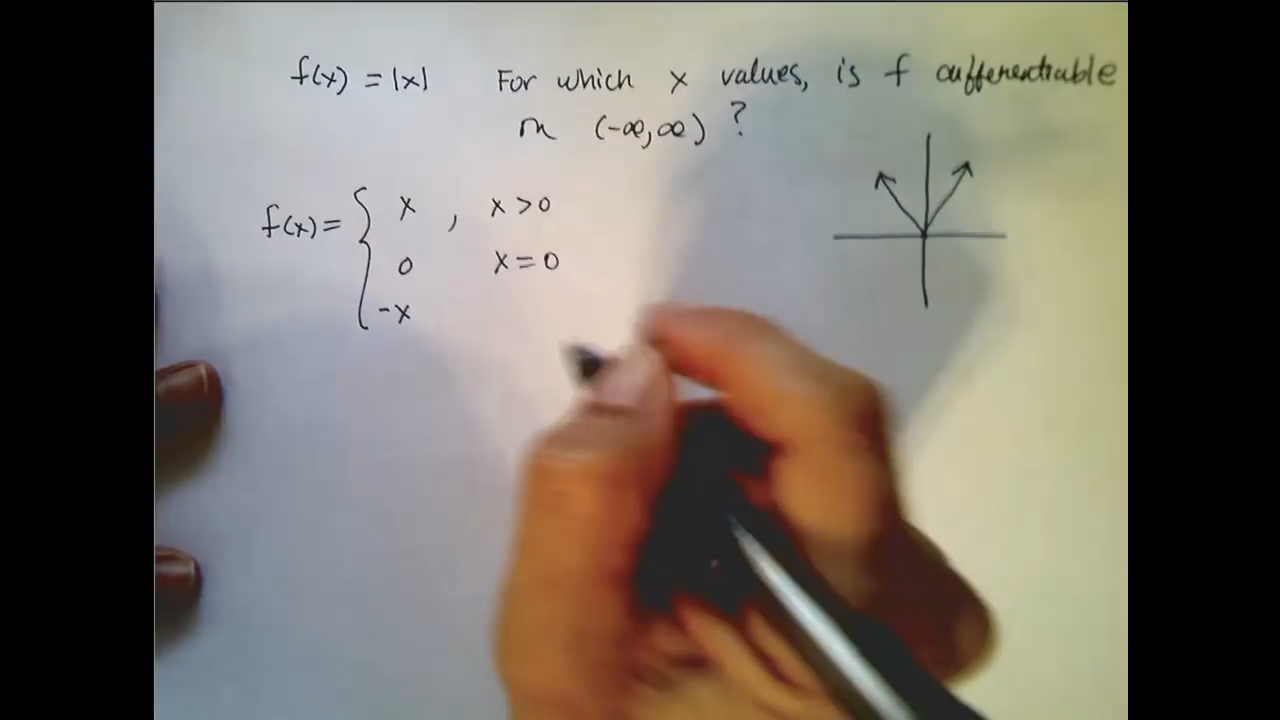 f(x) = |x| For which x values, is f differentiable
on (-∞,∞) ?
f(x) = { x , x > 0
0 x = 0
-x